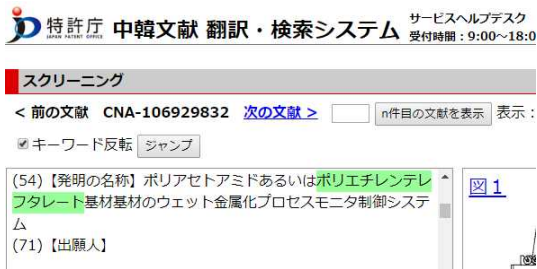 特許庁 中韓文献 翻訳・検索システム サービスヘルプデスク
JAPAN PATENT OFFICE 受付時間：9:00～18:0
スクリーニング
< 前の文献 CNA-106929832 次の文献 > n件目の文献を表示 表示：
キーワード反転 ジャンプ
(54)【発明の名称】ポリアセトアミドあるいはポリエチレンテレ
フタレート基材基材のウェット金属化プロセスモニタ制御システ
ム
(71)【出願人】
図1